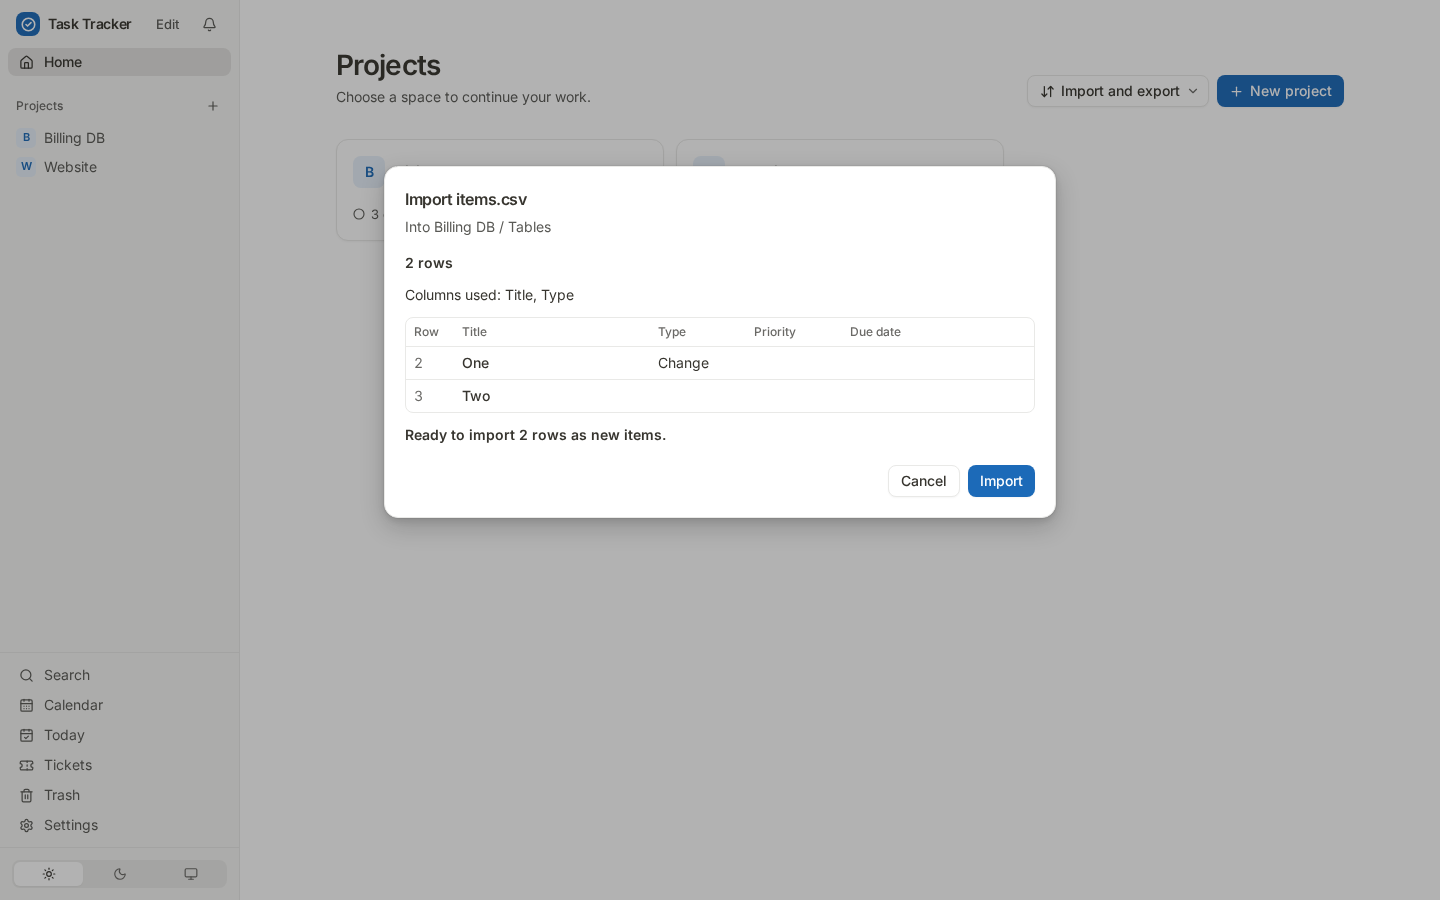 Task Tracker
Edit
Home
Projects
B Billing DB
W Website
Search
Calendar
Today
Tickets
Trash
Settings
Projects
Choose a space to continue your work.
Import and export
New project
B
3
Import items.csv
Into Billing DB / Tables
2 rows
Columns used: Title, Type
Row Title Type Priority Due date
2 One Change
3 Two
Ready to import 2 rows as new items.
Cancel
Import